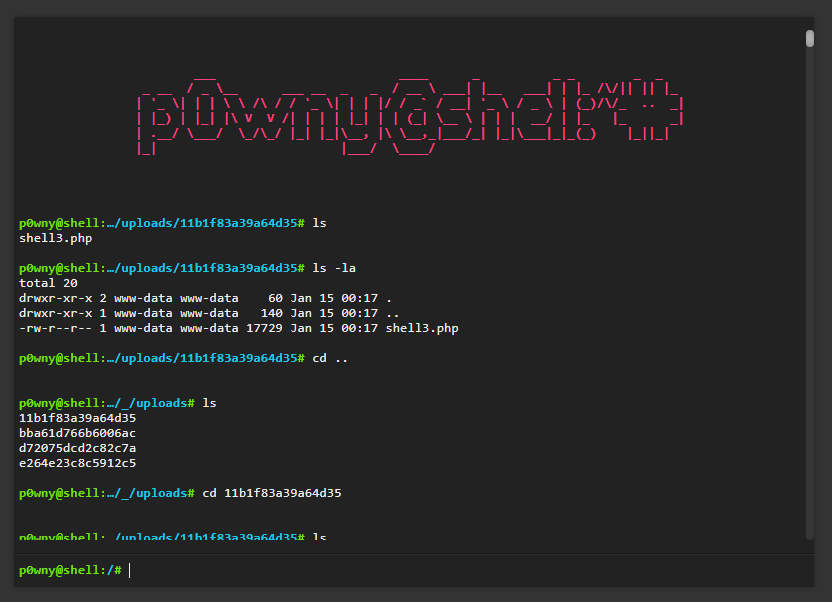 p0wny@shell:~#
p0wny@shell:…/uploads/11b1f83a39a64d35# ls
shell3.php
p0wny@shell:…/uploads/11b1f83a39a64d35# ls -la
total 20
drwxr-xr-x 2 www-data www-data    60 Jan 15 00:17 .
drwxr-xr-x 1 www-data www-data   140 Jan 15 00:17 ..
-rw-r--r-- 1 www-data www-data 17729 Jan 15 00:17 shell3.php
p0wny@shell:…/uploads/11b1f83a39a64d35# cd ..
p0wny@shell:…/_/uploads# ls
11b1f83a39a64d35
bba61d766b6006ac
d72075dcd2c82c7a
e264e23c8c5912c5
p0wny@shell:…/_/uploads# cd 11b1f83a39a64d35
p0wny@shell:…/uploads/11b1f83a39a64d35# ls
p0wny@shell:/#